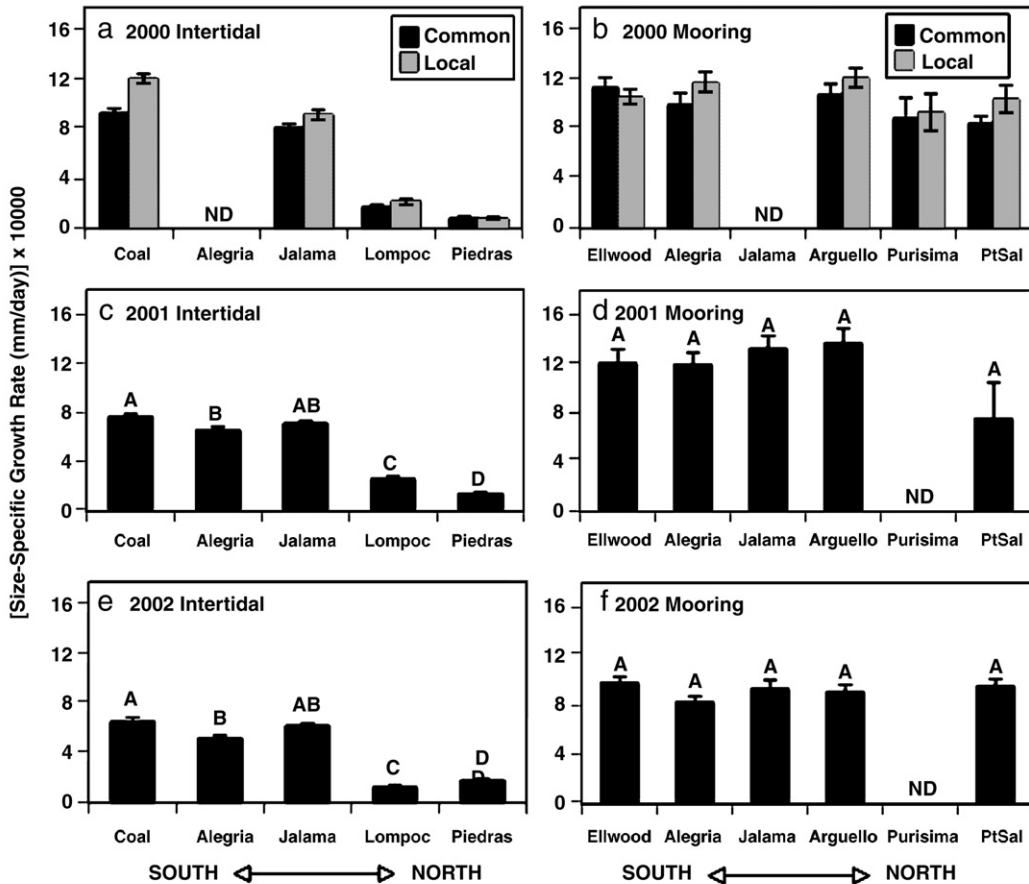 [Size-Specific Growth Rate (mm/day)] x 10000
a 2000 Intertidal
Common
Local
16
12
8
4
0
ND
Coal Alegria Jalama Lompoc Piedras
b 2000 Mooring
Common
Local
16
12
8
4
0
ND
Ellwood Alegria Jalama Arguello Purisima PtSal
c 2001 Intertidal
16
12
8
4
0
A B AB C D
Coal Alegria Jalama Lompoc Piedras
d 2001 Mooring
16
12
8
4
0
A A A A ND A
Ellwood Alegria Jalama Arguello Purisima PtSal
e 2002 Intertidal
16
12
8
4
0
A B AB C D
D
Coal Alegria Jalama Lompoc Piedras
SOUTH NORTH
f 2002 Mooring
16
12
8
4
0
A A A A ND A
Ellwood Alegria Jalama Arguello Purisima PtSal
SOUTH NORTH